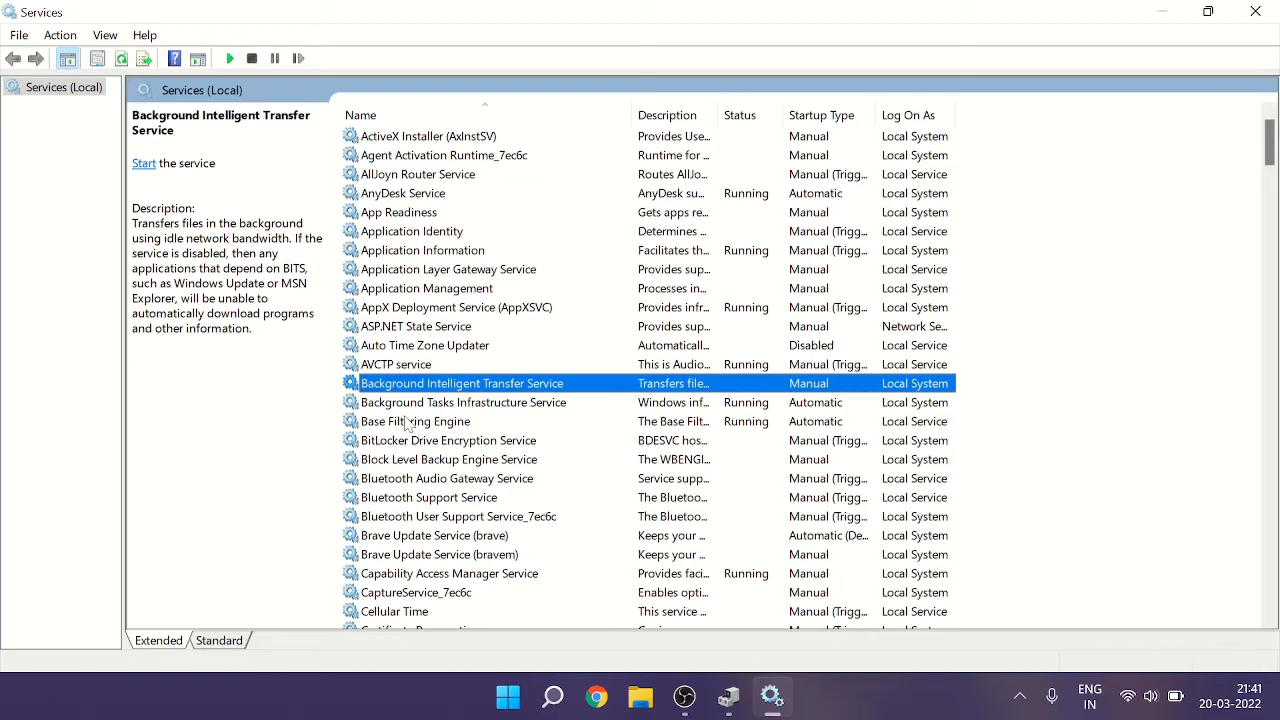 Services
File Action View Help
Services (Local)
Services (Local)
Background Intelligent Transfer
Service
Start the service
Description:
Transfers files in the background
using idle network bandwidth. If the
service is disabled, then any
applications that depend on BITS,
such as Windows Update or MSN
Explorer, will be unable to
automatically download programs
and other information.
Name Description Status Startup Type Log On As
ActiveX Installer (AxInstSV) Provides Use... Manual Local System
Agent Activation Runtime_7ec6c Runtime for ... Manual Local System
AllJoyn Router Service Routes AllJo... Manual (Trigg... Local Service
AnyDesk Service AnyDesk su... Running Automatic Local System
App Readiness Gets apps re... Manual Local System
Application Identity Determines ... Manual (Trigg... Local Service
Application Information Facilitates th... Running Manual (Trigg... Local System
Application Layer Gateway Service Provides sup... Manual Local Service
Application Management Processes in... Manual Local System
AppX Deployment Service (AppXSVC) Provides infr... Running Manual (Trigg... Local System
ASP.NET State Service Provides sup... Manual Network Se...
Auto Time Zone Updater Automaticall... Disabled Local Service
AVCTP service This is Audio... Running Manual (Trigg... Local Service
Background Intelligent Transfer Service Transfers file... Manual Local System
Background Tasks Infrastructure Service Windows inf... Running Automatic Local System
Base Filtering Engine The Base Filt... Running Automatic Local Service
BitLocker Drive Encryption Service BDESVC hos... Manual (Trigg... Local System
Block Level Backup Engine Service The WBENGI... Manual Local System
Bluetooth Audio Gateway Service Service supp... Manual (Trigg... Local Service
Bluetooth Support Service The Bluetoo... Manual (Trigg... Local Service
Bluetooth User Support Service_7ec6c The Bluetoo... Manual (Trigg... Local System
Brave Update Service (brave) Keeps your ... Automatic (De... Local System
Brave Update Service (bravem) Keeps your ... Manual Local System
Capability Access Manager Service Provides faci... Running Manual Local System
CaptureService_7ec6c Enables opti... Manual Local System
Cellular Time This service ... Manual (Trigg... Local Service
Extended Standard
ENG
IN
21:41
20-03-2022